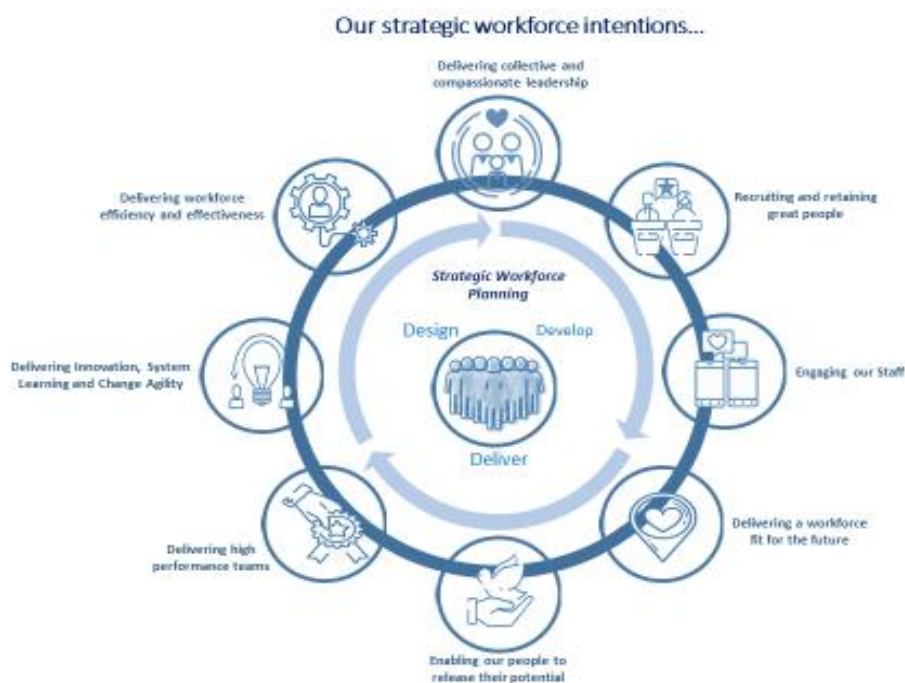 Our strategic workforce intentions...
Delivering collective and
compassionate leadership
Recruiting and retaining
great people
Engaging our Staff
Delivering a workforce
fit for the future
Enabling our people to
release their potential
Delivering high
performance teams
Delivering Innovation, System
Learning and Change Agility
Delivering workforce
efficiency and effectiveness
Strategic Workforce
Planning
Design
Develop
Deliver